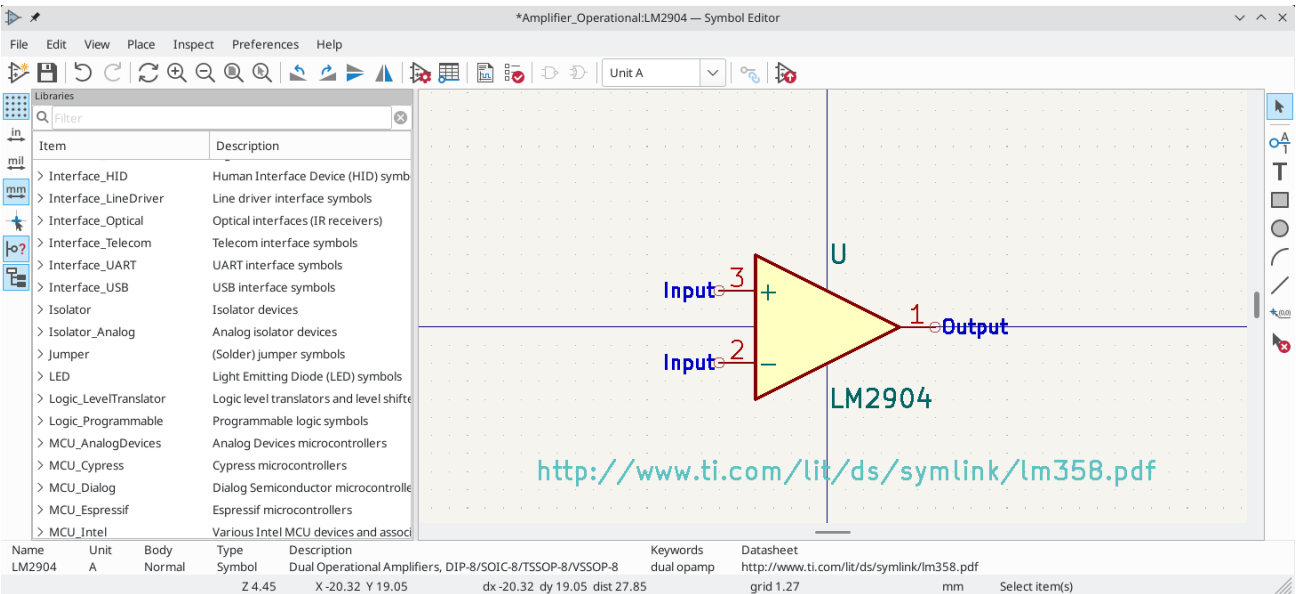 *Amplifier_Operational:LM2904 — Symbol Editor
File Edit View Place Inspect Preferences Help
Unit A
Libraries
Filter
Item Description
Interface_HID Human Interface Device (HID) symb
Interface_LineDriver Line driver interface symbols
Interface_Optical Optical interfaces (IR receivers)
Interface_Telecom Telecom interface symbols
Interface_UART UART interface symbols
Interface_USB USB interface symbols
Isolator Isolator devices
Isolator_Analog Analog isolator devices
Jumper (Solder) jumper symbols
LED Light Emitting Diode (LED) symbols
Logic_LevelTranslator Logic level translators and level shifte
Logic_Programmable Programmable logic symbols
MCU_AnalogDevices Analog Devices microcontrollers
MCU_Cypress Cypress microcontrollers
MCU_Dialog Dialog Semiconductor microcontrolle
MCU_Espressif Espressif microcontrollers
MCU_Intel Various Intel MCU devices and associ
in
mil
mm
U
Input 3 +
1 Output
Input 2 −
LM2904
http://www.ti.com/lit/ds/symlink/lm358.pdf
A
1
T
(0,0)
Name Unit Body Type Description Keywords Datasheet
LM2904 A Normal Symbol Dual Operational Amplifiers, DIP-8/SOIC-8/TSSOP-8/VSSOP-8 dual opamp http://www.ti.com/lit/ds/symlink/lm358.pdf
Z 4.45 X -20.32 Y 19.05 dx -20.32 dy 19.05 dist 27.85 grid 1.27 mm Select item(s)